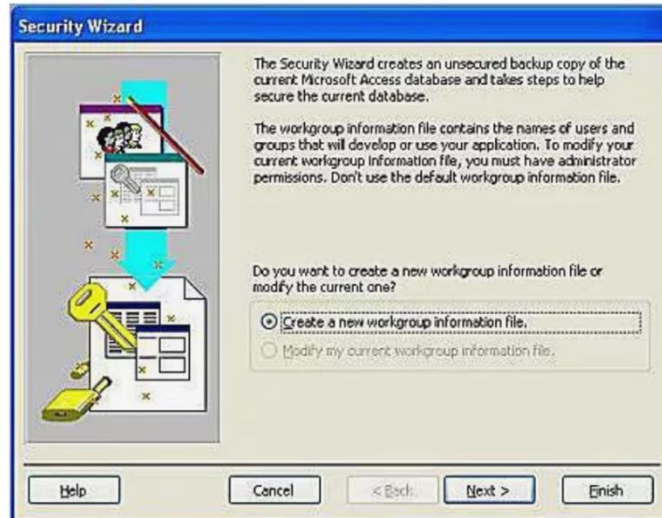 Security Wizard
The Security Wizard creates an unsecured backup copy of the
current Microsoft Access database and takes steps to help
secure the current database.
The workgroup information file contains the names of users and
groups that will develop or use your application. To modify your
current workgroup information file, you must have administrator
permissions. Don't use the default workgroup information file.
Do you want to create a new workgroup information file or
modify the current one?
Create a new workgroup information file.
Modify my current workgroup information file.
Help Cancel < Back Next > Finish